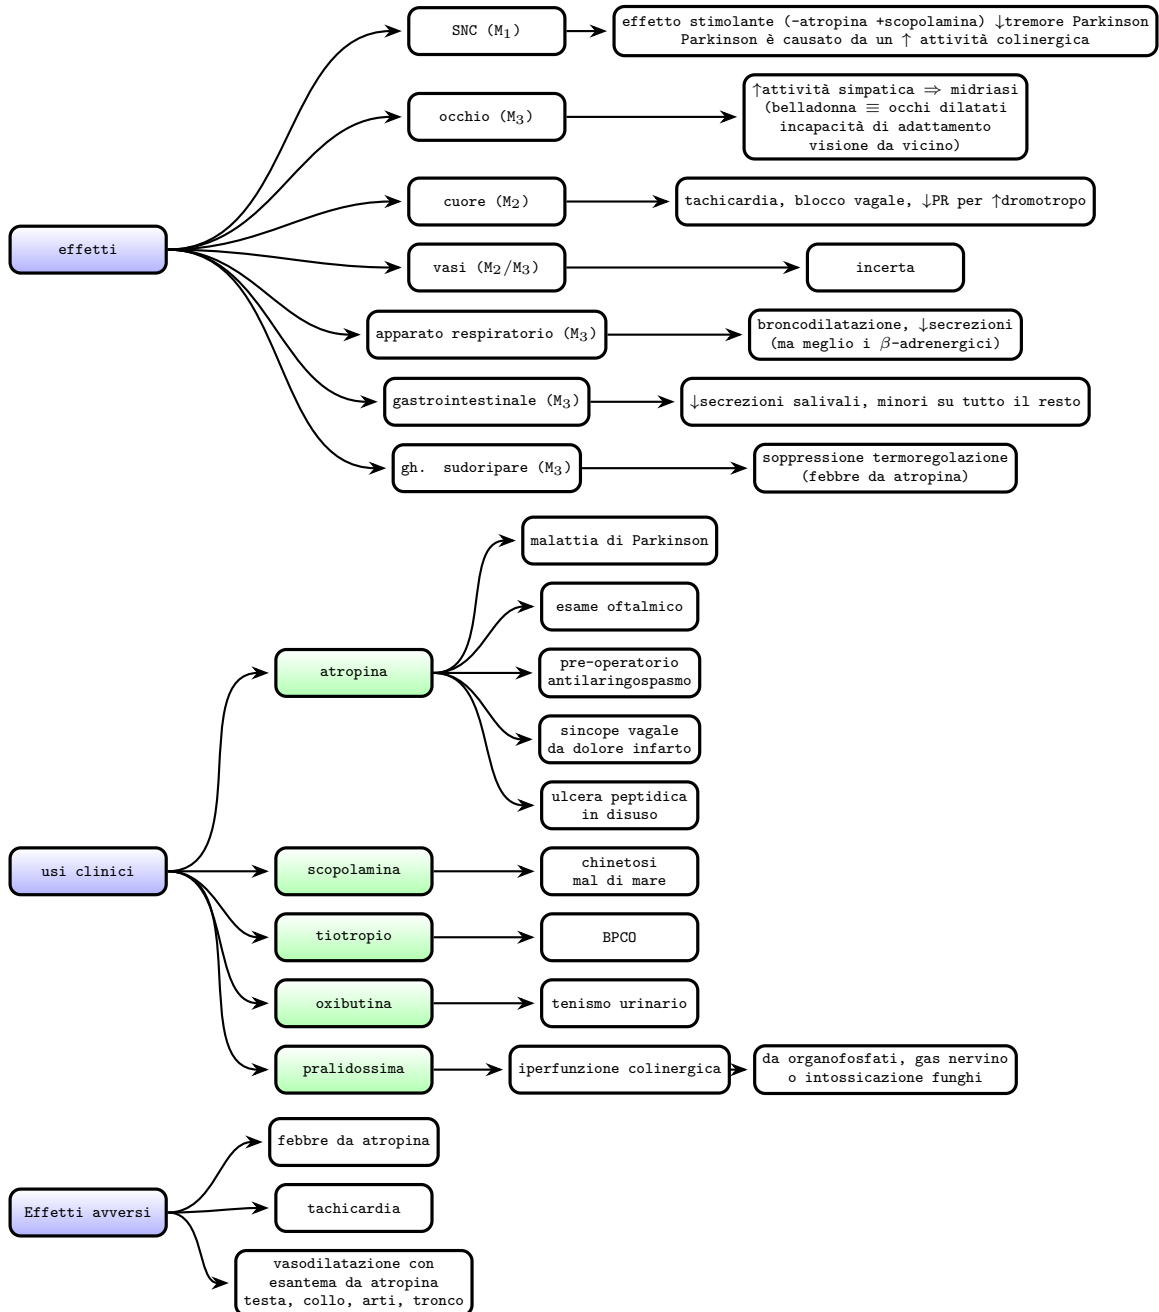 effetti
SNC (M1)
effetto stimolante (-atropina +scopolamina) ↓tremore Parkinson
Parkinson è causato da un ↑ attività colinergica
occhio (M3)
↑attività simpatica ⇒ midriasi
(belladonna ≡ occhi dilatati
incapacità di adattamento
visione da vicino)
cuore (M2)
tachicardia, blocco vagale, ↓PR per ↑dromotropo
vasi (M2/M3)
incerta
apparato respiratorio (M3)
broncodilatazione, ↓secrezioni
(ma meglio i β-adrenergici)
gastrointestinale (M3)
↓secrezioni salivali, minori su tutto il resto
gh. sudoripare (M3)
soppressione termoregolazione
(febbre da atropina)
usi clinici
atropina
malattia di Parkinson
esame oftalmico
pre-operatorio
antilaringospasmo
sincope vagale
da dolore infarto
ulcera peptidica
in disuso
scopolamina
chinetosi
mal di mare
tiotropio
BPCO
oxibutina
tenismo urinario
pralidossima
iperfunzione colinergica
da organofosfati, gas nervino
o intossicazione funghi
Effetti avversi
febbre da atropina
tachicardia
vasodilatazione con
esantema da atropina
testa, collo, arti, tronco